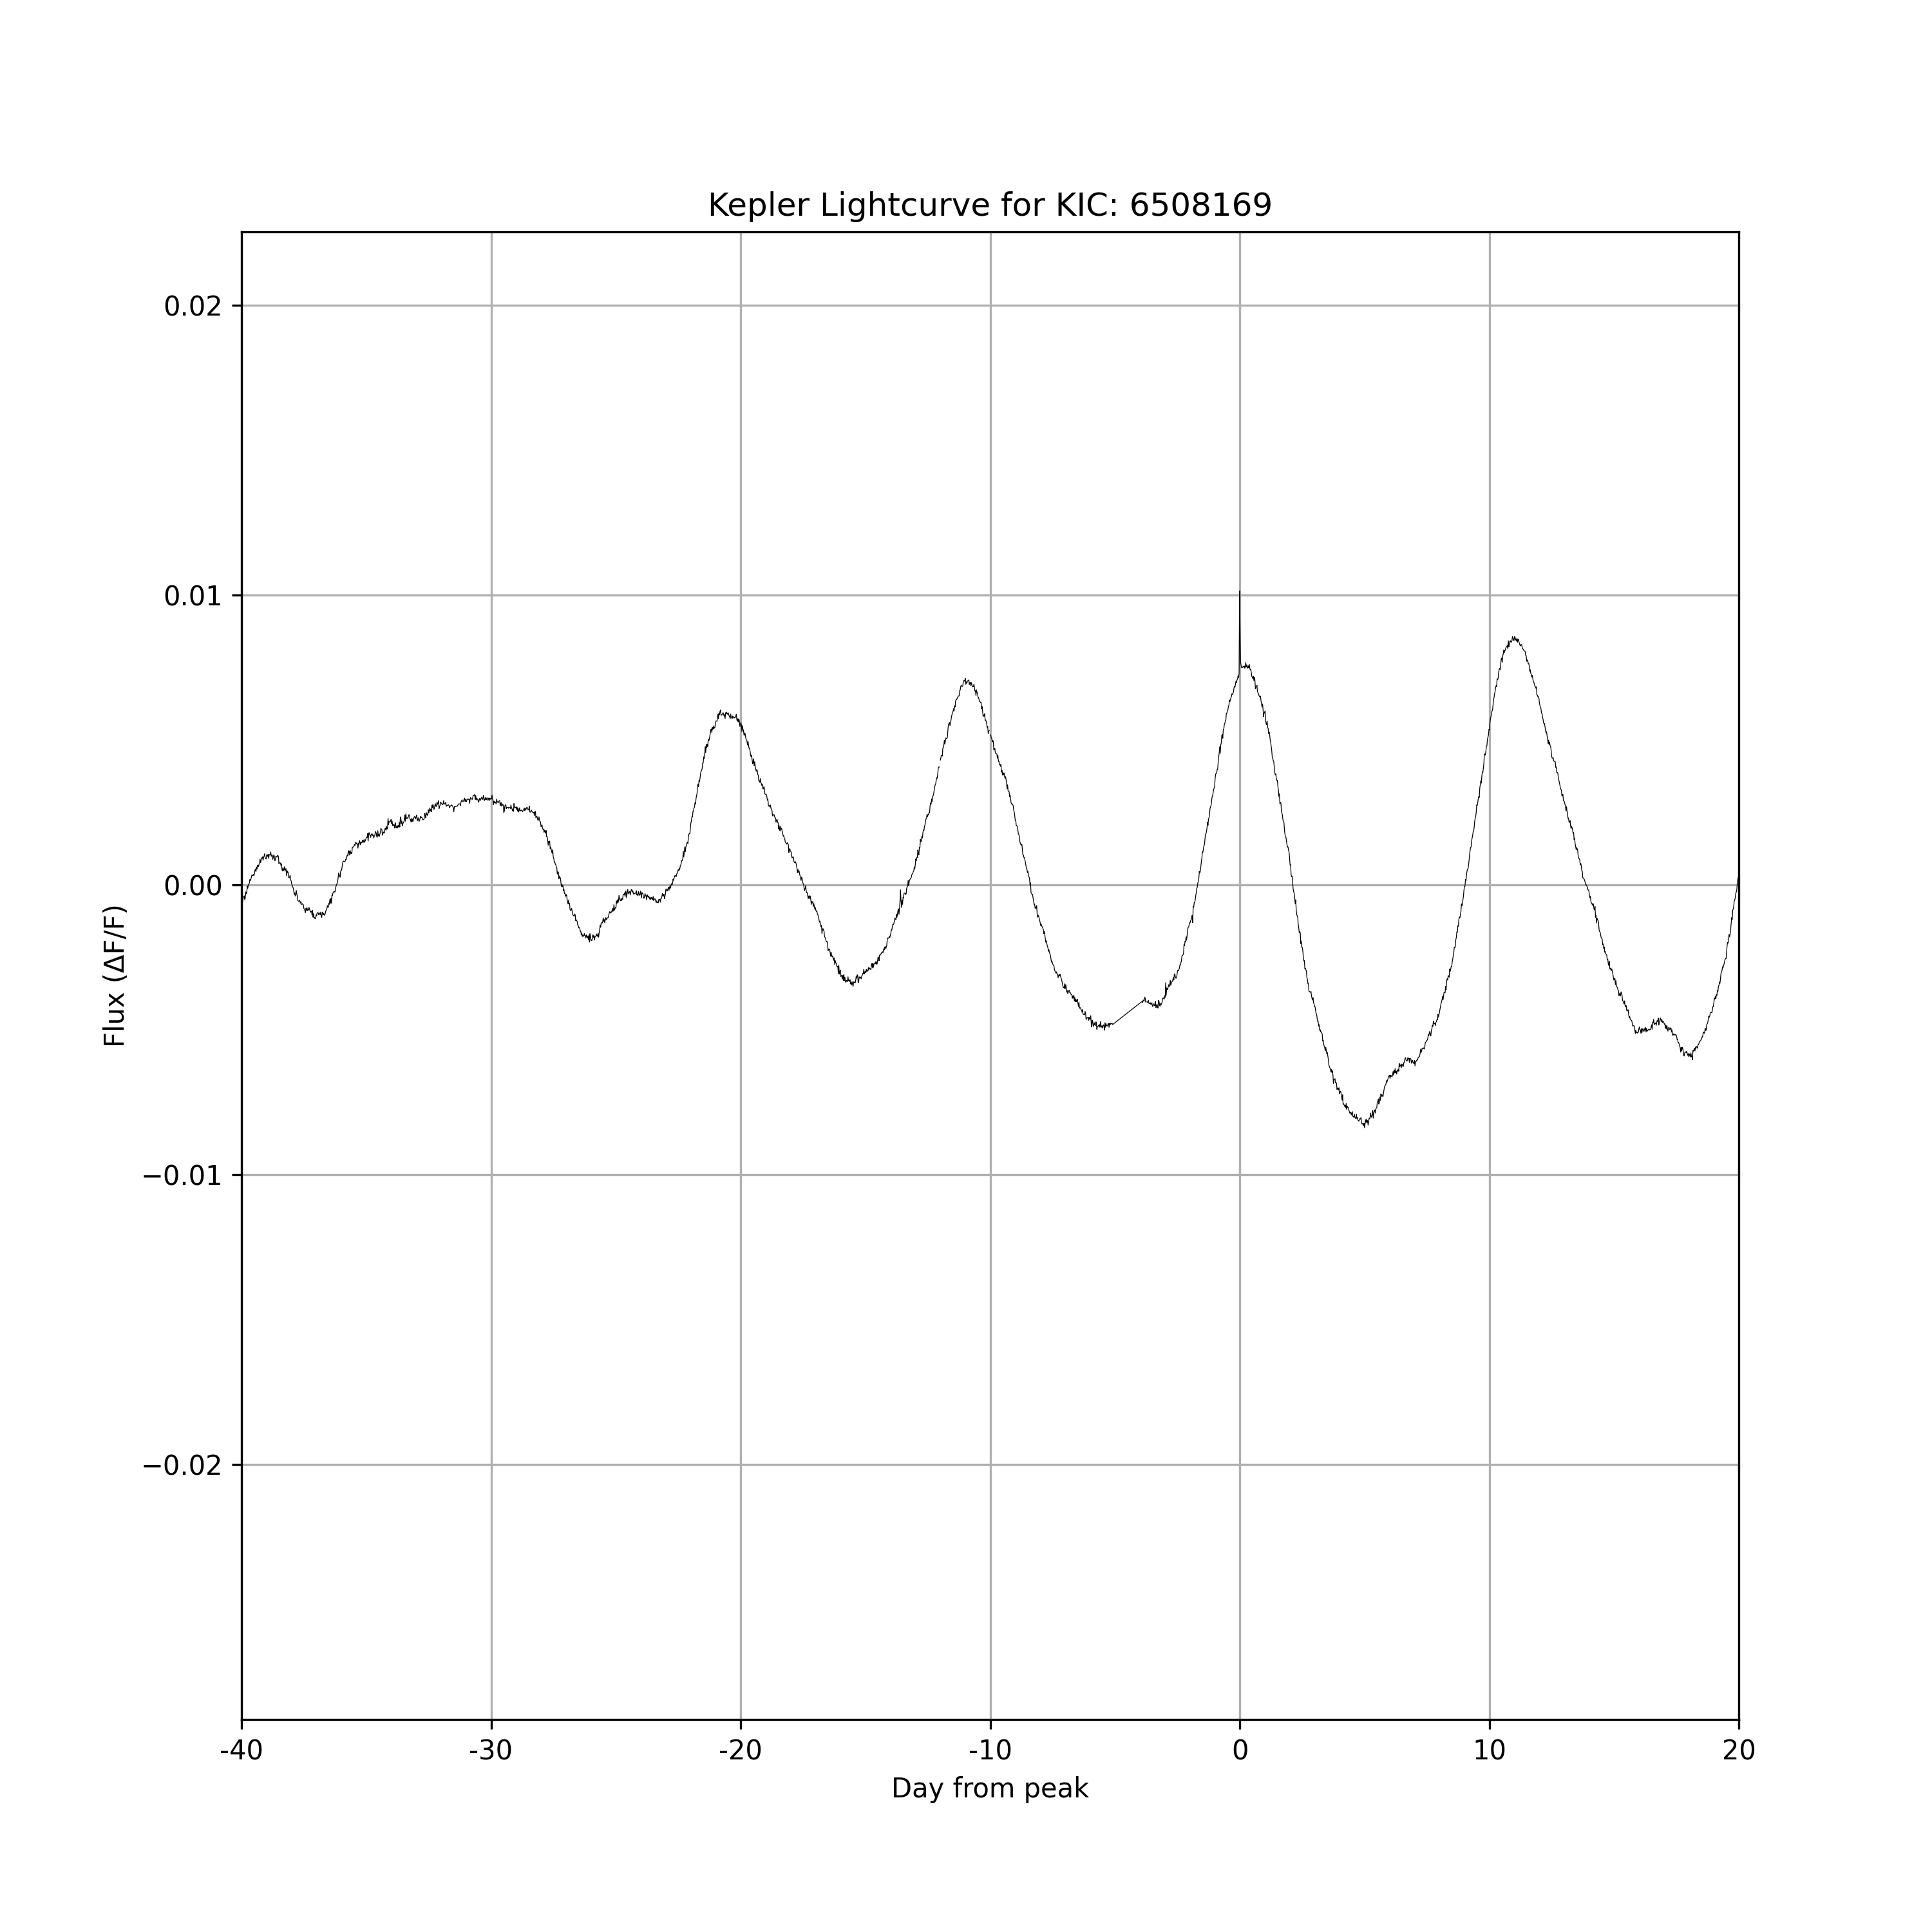 Kepler Lightcurve for KIC: 6508169
0.02
0.01
0.00
−0.01
−0.02
Flux (ΔF/F)
-40 -30 -20 -10 0 10 20
Day from peak